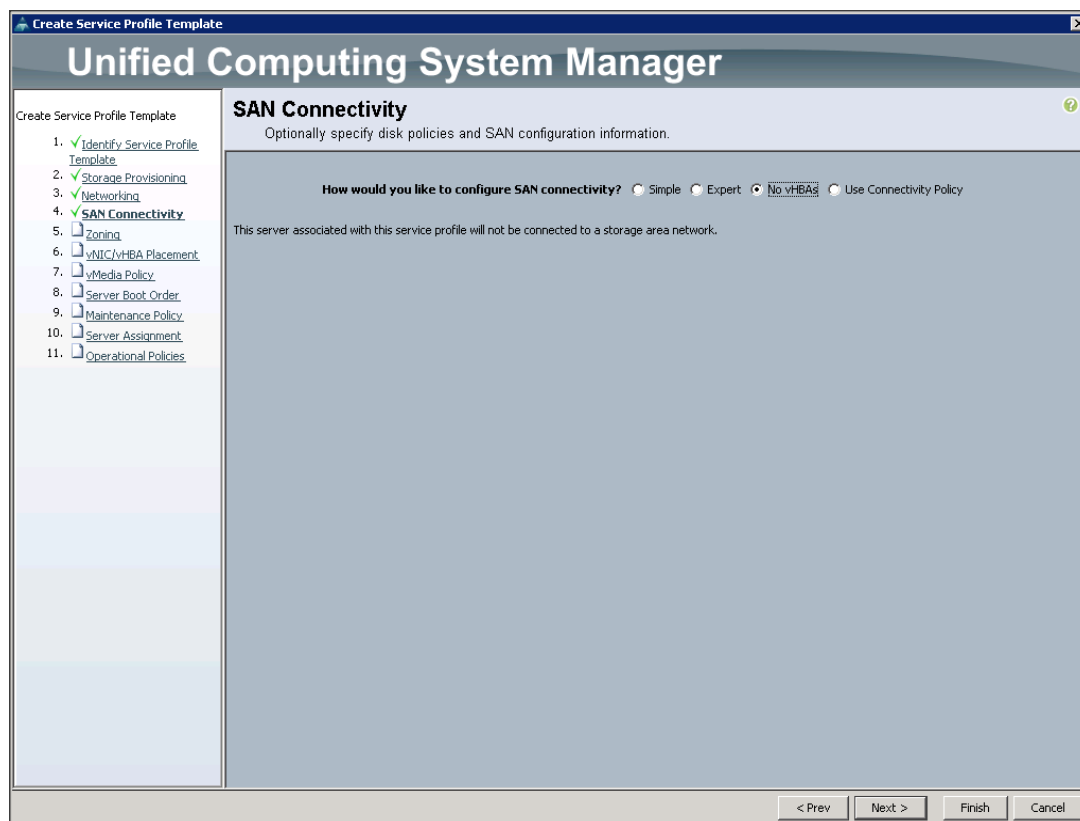 Create Service Profile Template
Unified Computing System Manager
Create Service Profile Template
1. Identify Service Profile
Template
2. Storage Provisioning
3. Networking
4. SAN Connectivity
5. Zoning
6. vNIC/vHBA Placement
7. vMedia Policy
8. Server Boot Order
9. Maintenance Policy
10. Server Assignment
11. Operational Policies
SAN Connectivity
Optionally specify disk policies and SAN configuration information.
How would you like to configure SAN connectivity? Simple Expert No vHBAs Use Connectivity Policy
This server associated with this service profile will not be connected to a storage area network.
< Prev Next > Finish Cancel